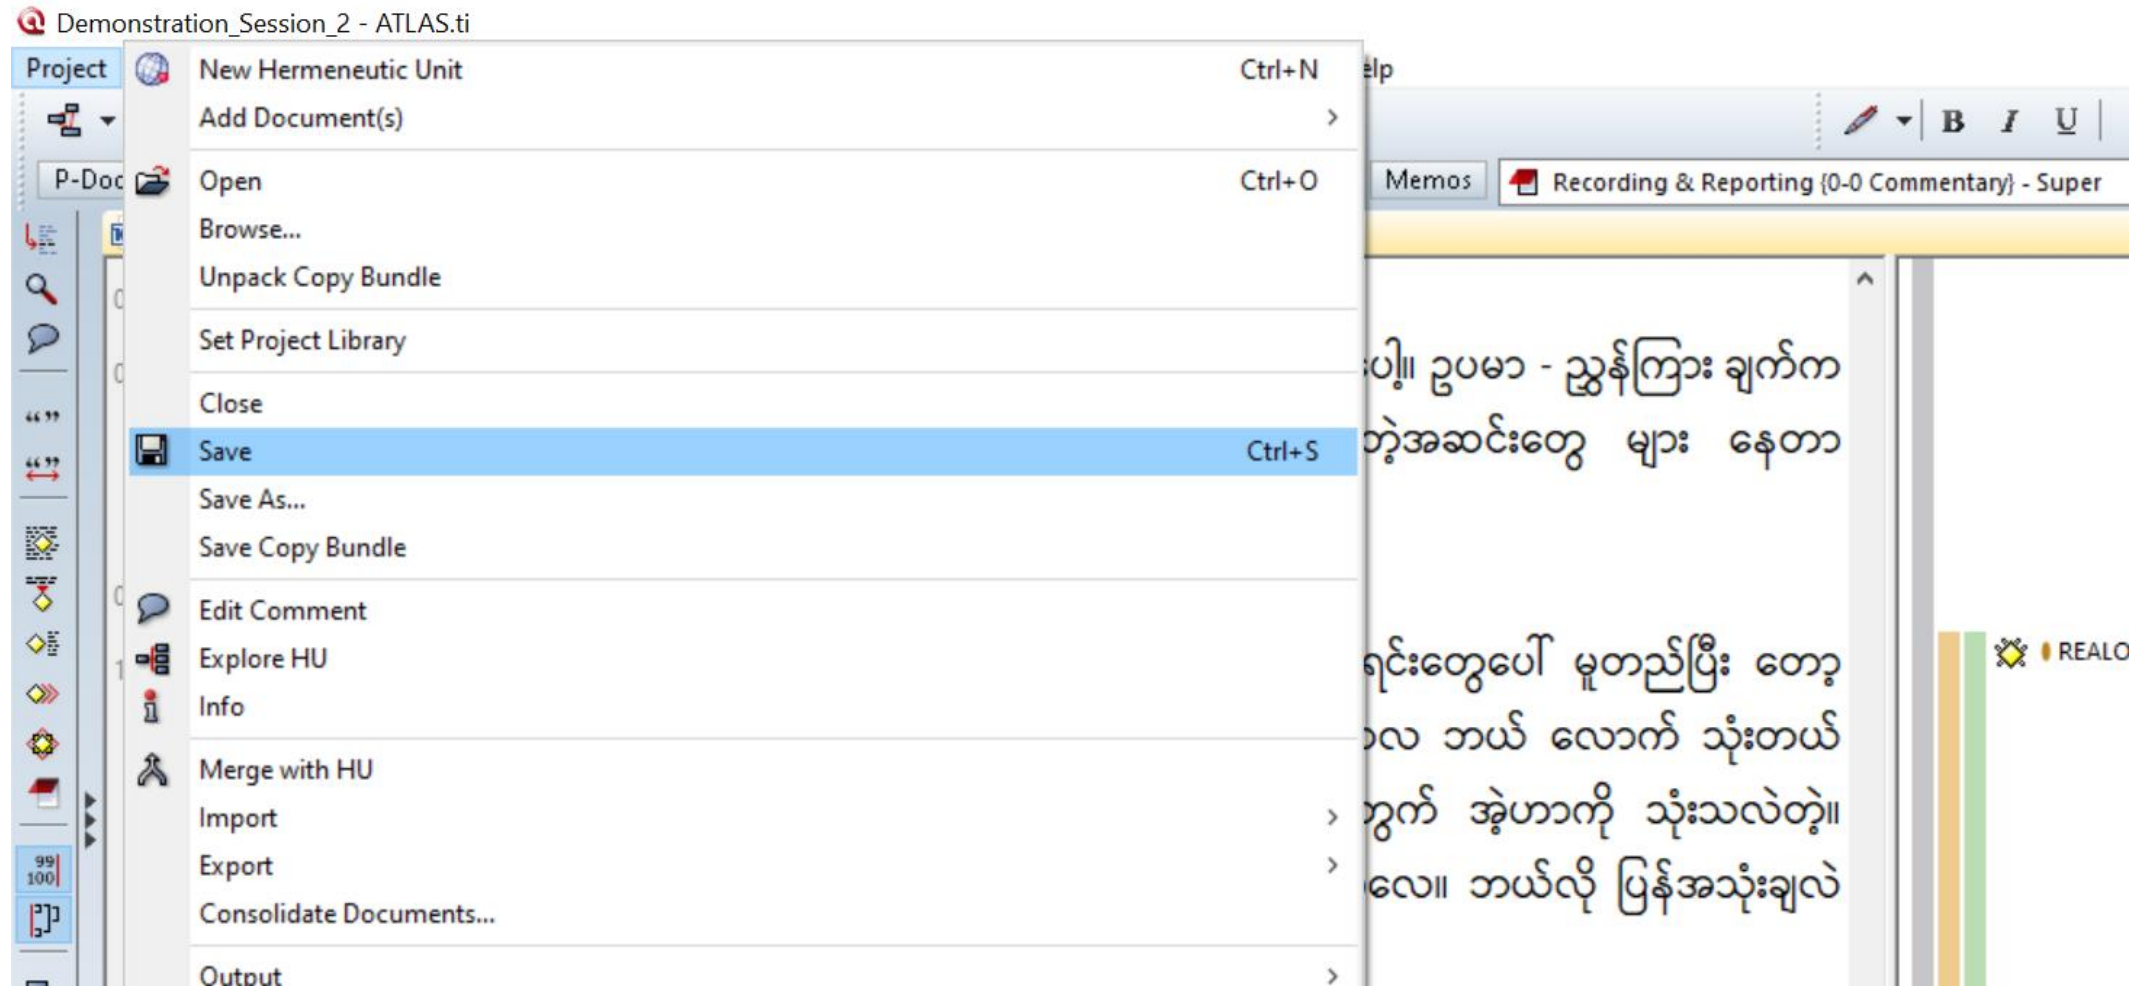 Demonstration_Session_2 - ATLAS.ti
Project
New Hermeneutic Unit Ctrl+N
Add Document(s)
B I U
P-Doc
Open Ctrl+O
Memos
Recording & Reporting {0-0 Commentary} - Super
Browse...
Unpack Copy Bundle
Set Project Library
ဥပမာ - ညွှန်ကြား ချက်က
Close
Save Ctrl+S
တဲ့အဆင်းတွေ များ နေတာ
Save As...
Save Copy Bundle
Edit Comment
Explore HU
ရင်းတွေပေါ် မူတည်ပြီး တော့
REALO
Info
ဘယ် လောက် သုံးတယ်
Merge with HU
Import
အဲ့ဟာကို သုံးသလဲတဲ့။
99
100
Export
ဘယ်လို ပြန်အသုံးချလဲ
Consolidate Documents...
Output